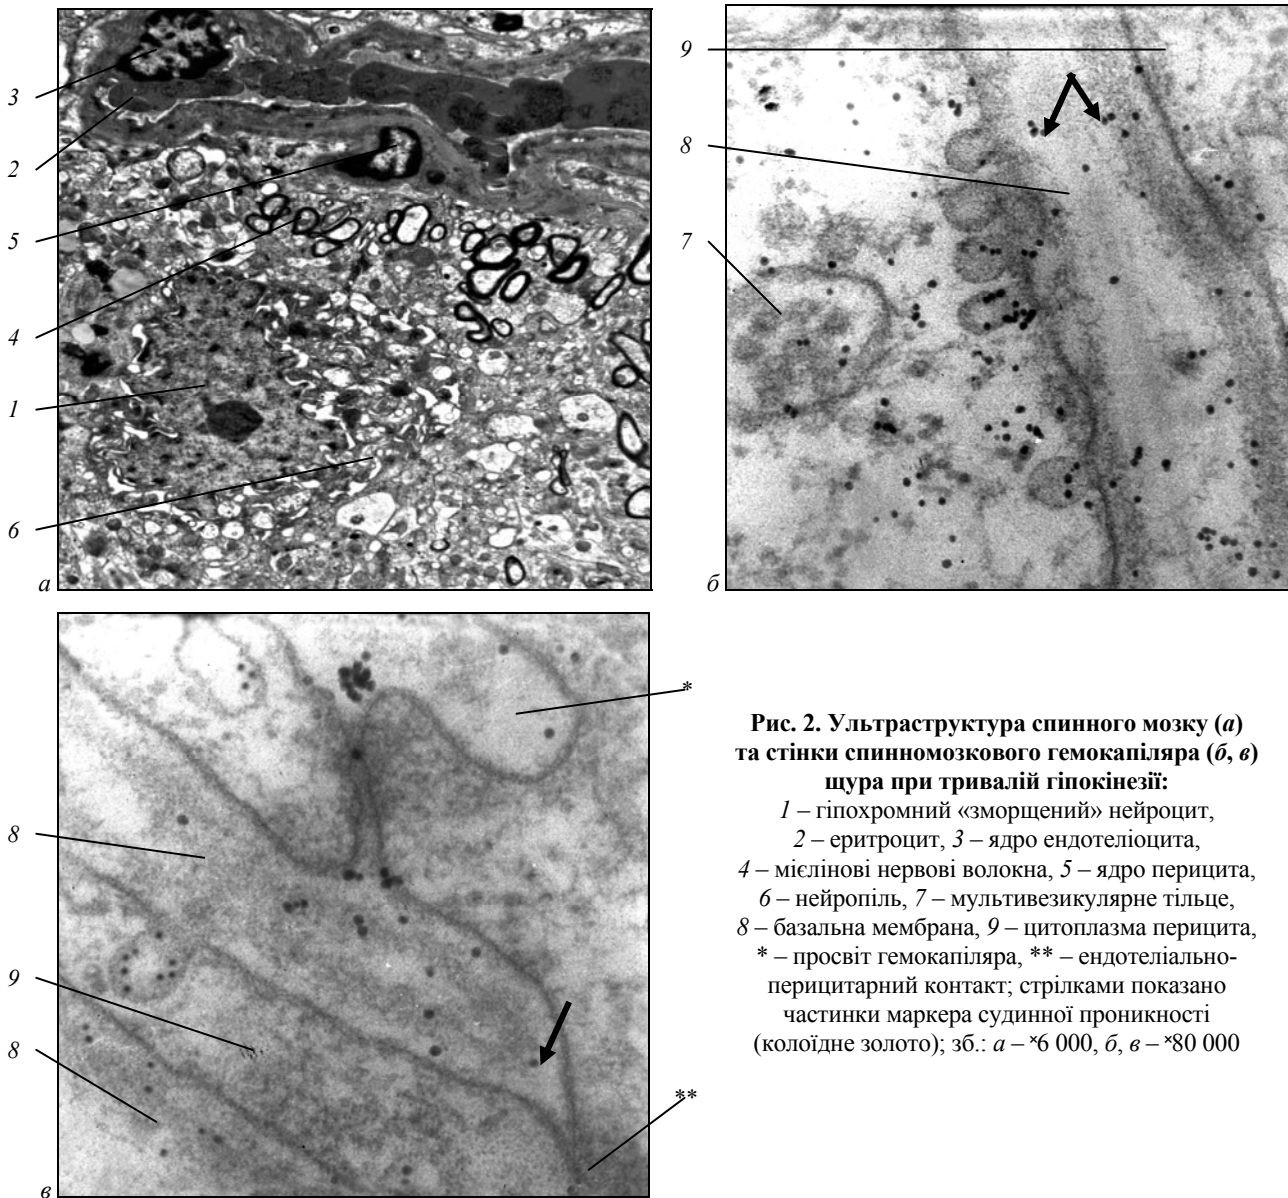 3
2
5
4
1
6
а
9
8
7
б
*
8
9
8
**
в
Рис. 2. Ультраструктура спинного мозку (а)
та стінки спинномозкового гемокапіляра (б, в)
щура при тривалій гіпокінезії:
1 – гіпохромний «зморщений» нейроцит,
2 – еритроцит, 3 – ядро ендотеліоцита,
4 – мієлінові нервові волокна, 5 – ядро перицита,
6 – нейропіль, 7 – мультивезикулярне тільце,
8 – базальна мембрана, 9 – цитоплазма перицита,
* – просвіт гемокапіляра, ** – ендотеліально-
перицитарний контакт; стрілками показано
частинки маркера судинної проникності
(колоїдне золото); зб.: а – ×6 000, б, в – ×80 000